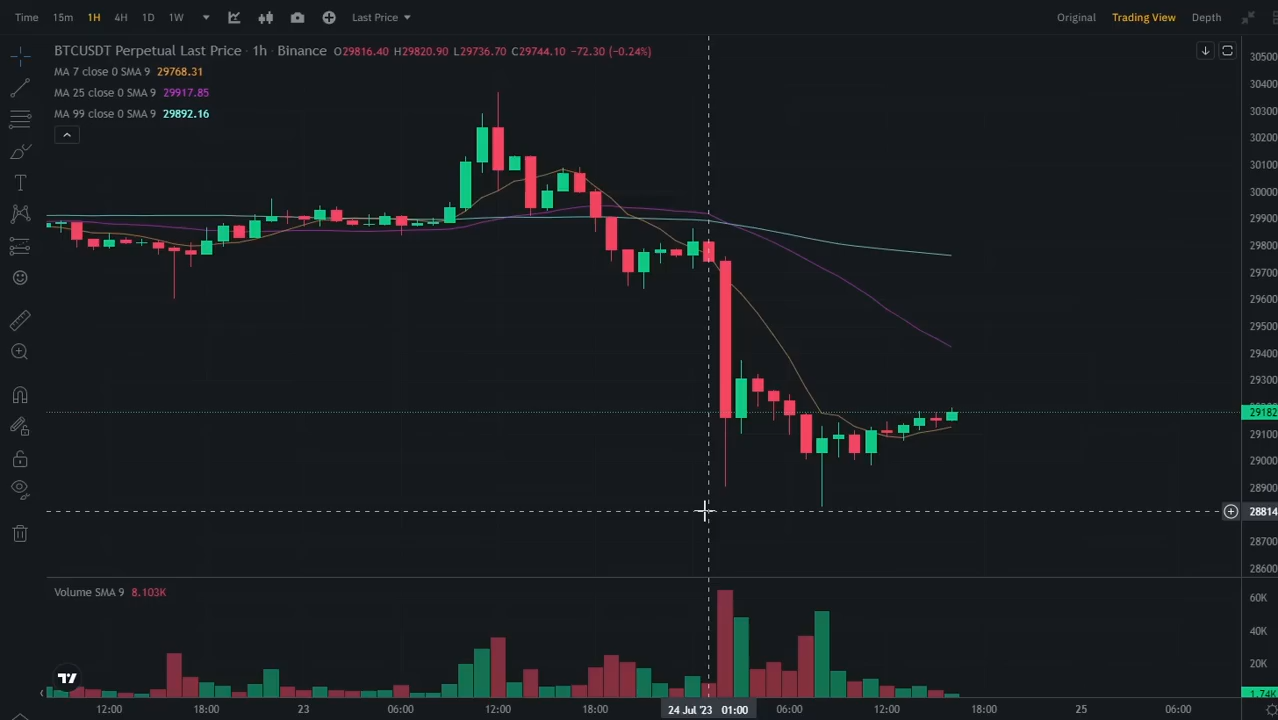 Time 15m 1H 4H 1D 1W Last Price Original Trading View Depth
BTCUSDT Perpetual Last Price · 1h · Binance O29816.40 H29820.90 L29736.70 C29744.10 −72.30 (−0.24%)
MA 7 close 0 SMA 9 29768.31
MA 25 close 0 SMA 9 29917.85
MA 99 close 0 SMA 9 29892.16
30500
30400
30300
30200
30100
30000
29900
29800
29700
29600
29500
29400
29300
29182
29100
29000
28900
28814
28700
28600
Volume SMA 9 8.103K
60K
40K
20K
1.74K
12:00 18:00 23 06:00 12:00 18:00 24 Jul '23 01:00 06:00 12:00 18:00 25 06:00